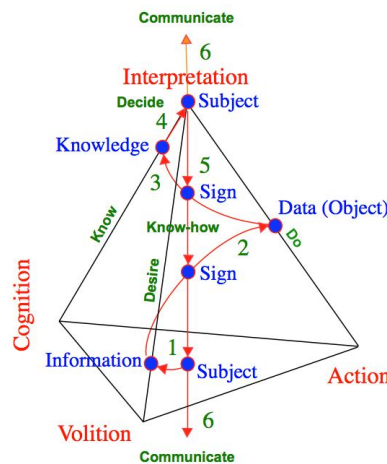 Communicate
6
Interpretation
Decide
Subject
4
Knowledge
5
3
Sign
Data (Object)
Know
Know-how
2
Do
Sign
Desire
Cognition
1
Information
Subject
Action
6
Volition
Communicate